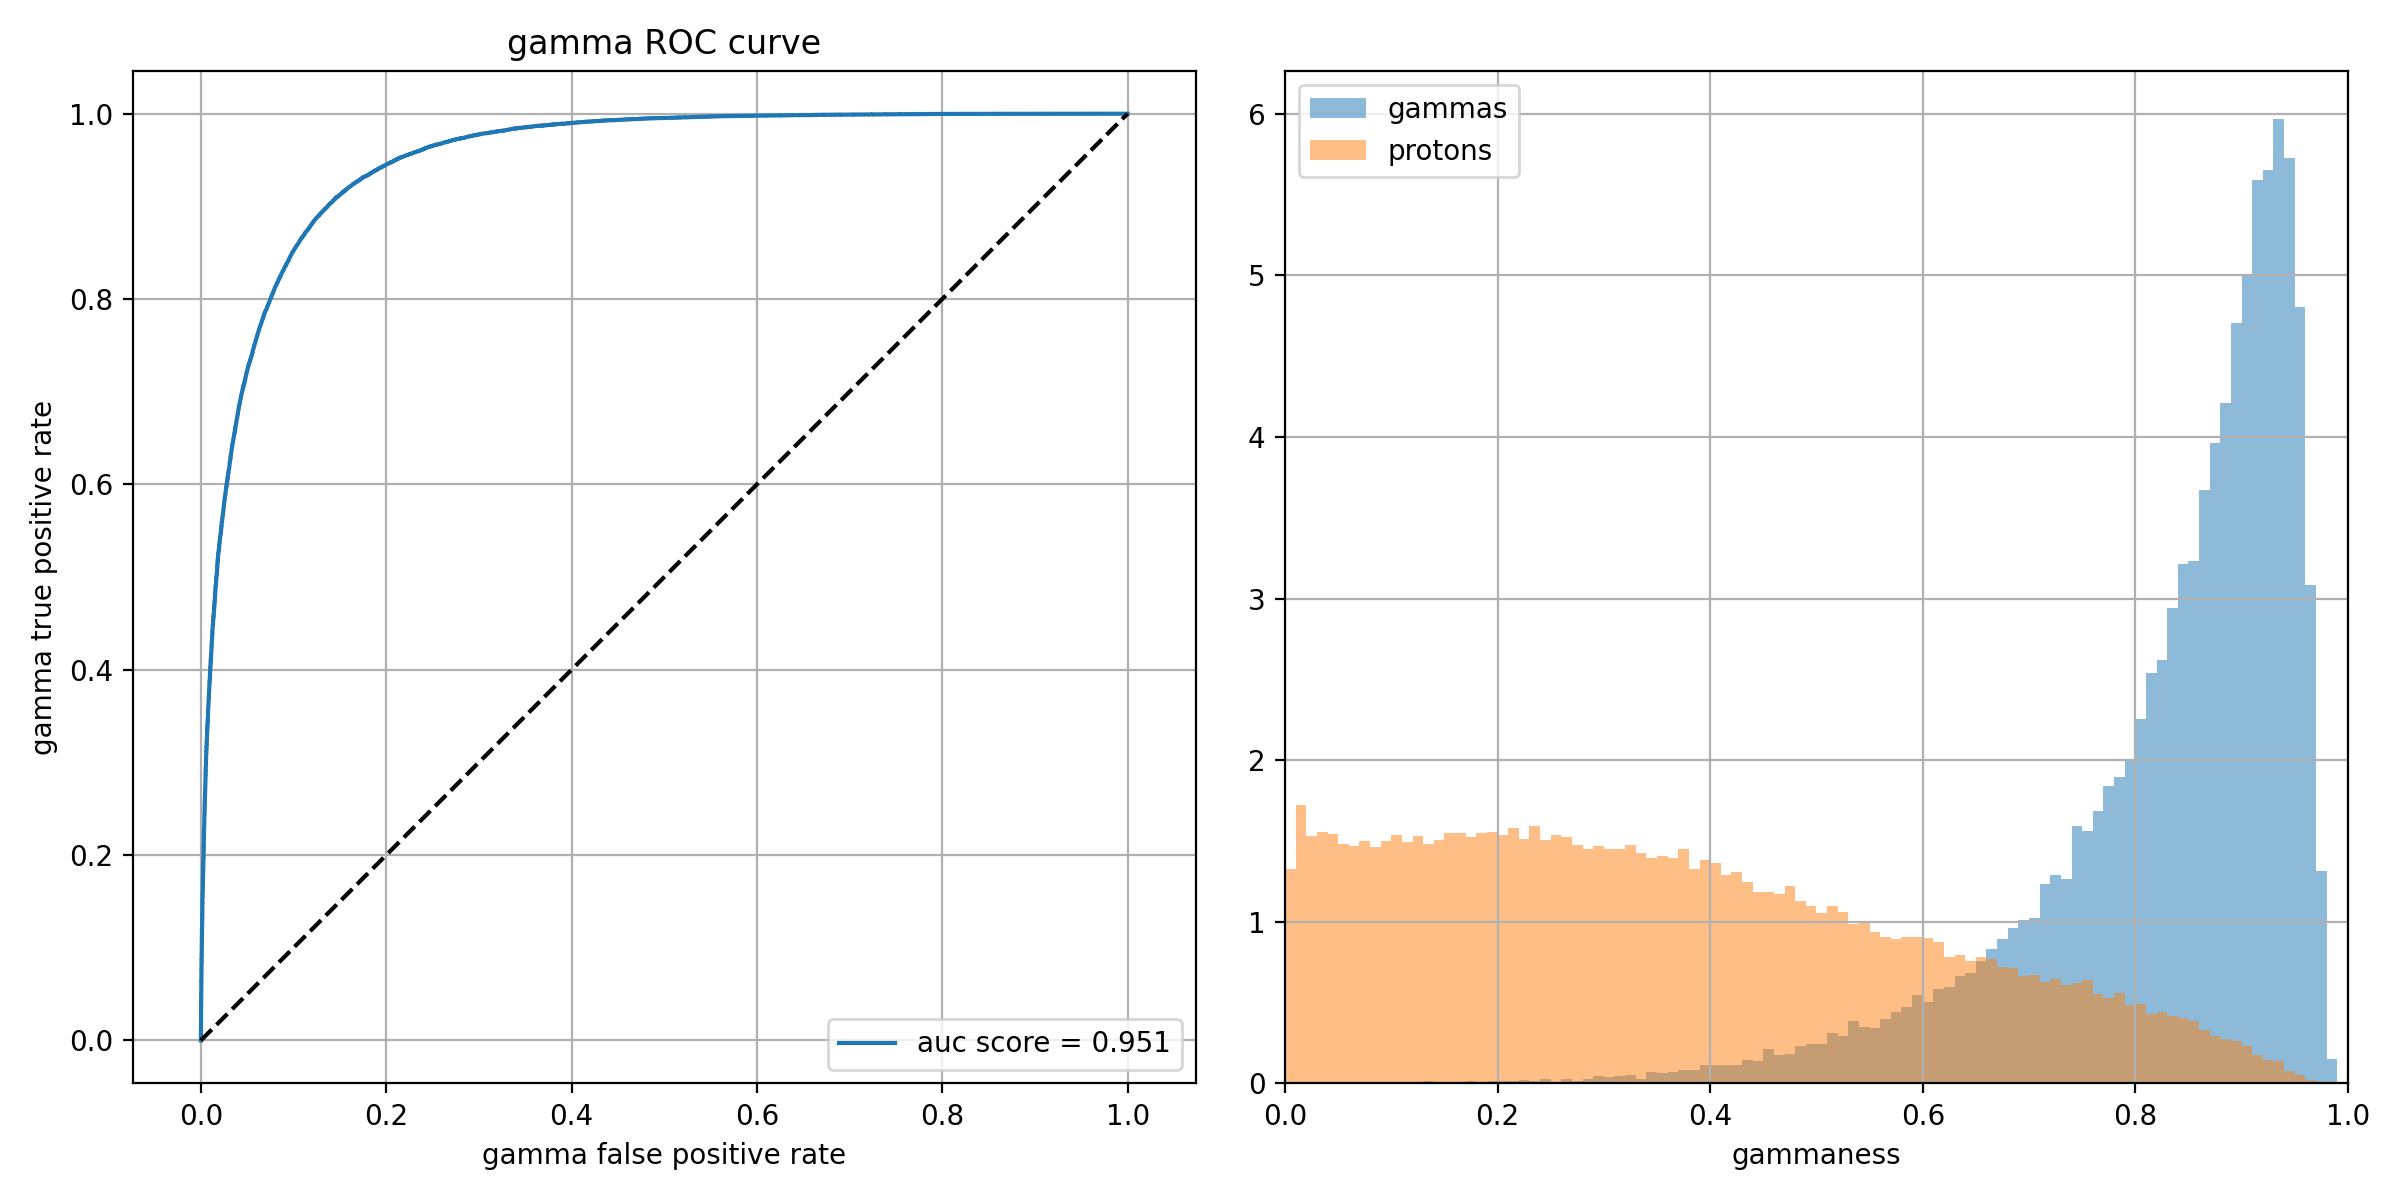 gamma ROC curve
gamma true positive rate
1.0
0.8
0.6
0.4
0.2
0.0
0.0 0.2 0.4 0.6 0.8 1.0
gamma false positive rate
auc score = 0.951
gammas
protons
6
5
4
3
2
1
0
0.0 0.2 0.4 0.6 0.8 1.0
gammaness